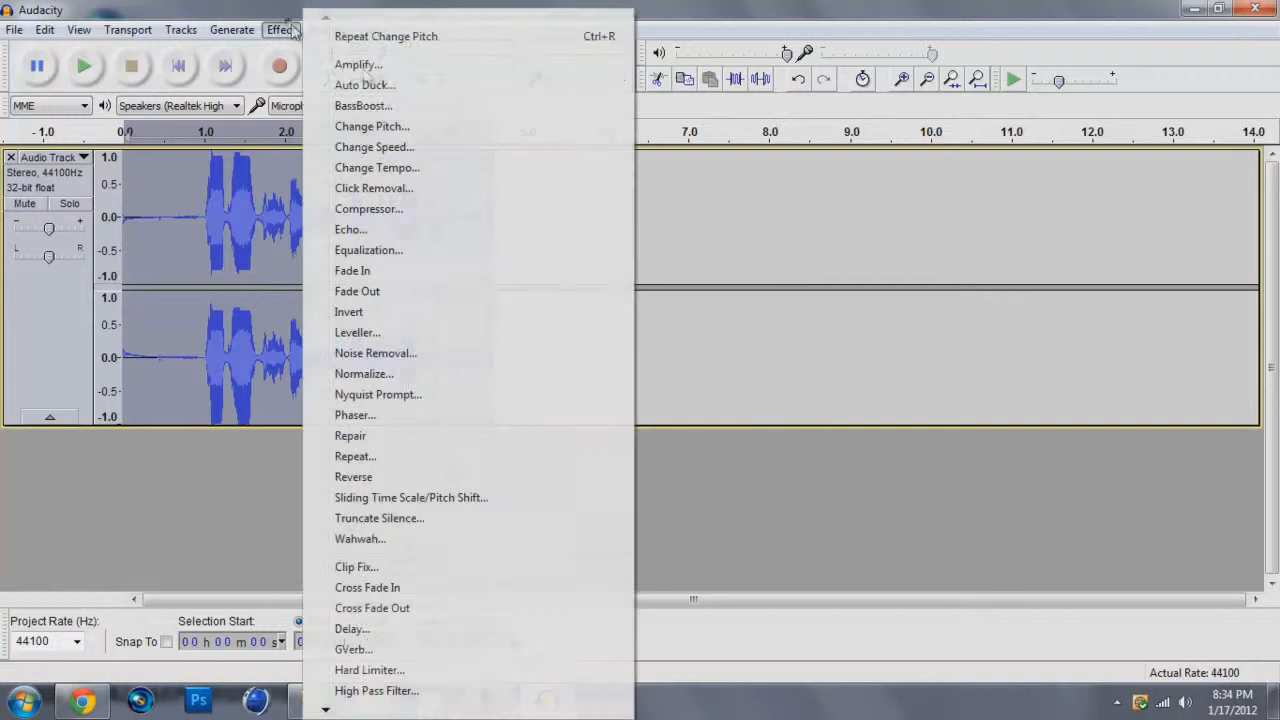 Audacity
File Edit View Transport Tracks Generate Effec
Repeat Change Pitch Ctrl+R
Amplify...
Auto Duck...
BassBoost...
Change Pitch...
Change Speed...
Change Tempo...
Click Removal...
Compressor...
Echo...
Equalization...
Fade In
Fade Out
Invert
Leveller...
Noise Removal...
Normalize...
Nyquist Prompt...
Phaser...
Repair
Repeat...
Reverse
Sliding Time Scale/Pitch Shift...
Truncate Silence...
Wahwah...
Clip Fix...
Cross Fade In
Cross Fade Out
Delay...
GVerb...
Hard Limiter...
High Pass Filter...
MME Speakers (Realtek High Microph
- 1.0 0.0 1.0 2.0 5.0 7.0 8.0 9.0 10.0 11.0 12.0 13.0 14.0
Audio Track
Stereo, 44100Hz
32-bit float
Mute Solo
- +
L R
1.0
0.5-
0.0-
-0.5-
-1.0
1.0
0.5-
0.0-
-0.5-
-1.0
Project Rate (Hz): Selection Start:
44100 Snap To 00 h 00 m 00 s
Actual Rate: 44100
Ps
8:34 PM
1/17/2012